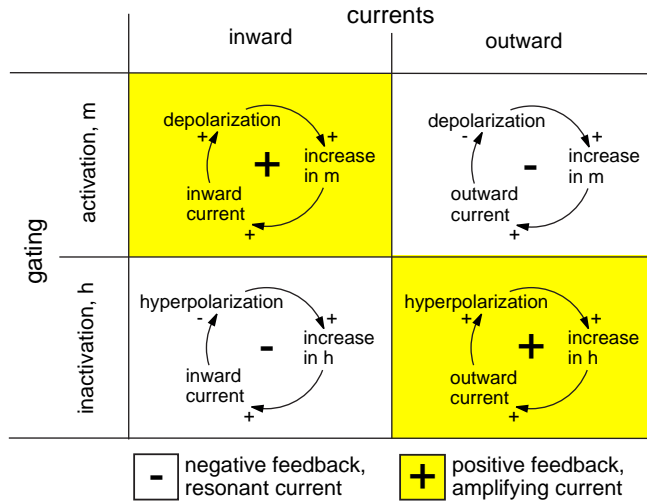 currents
inward
outward
gating
activation, m
depolarization
+
+
+
increase
in m
inward
current
+
depolarization
-
+
-
increase
in m
outward
current
+
inactivation, h
hyperpolarization
-
+
-
increase
in h
inward
current
+
hyperpolarization
+
+
+
increase
in h
outward
current
+
-
negative feedback,
resonant current
+
positive feedback,
amplifying current